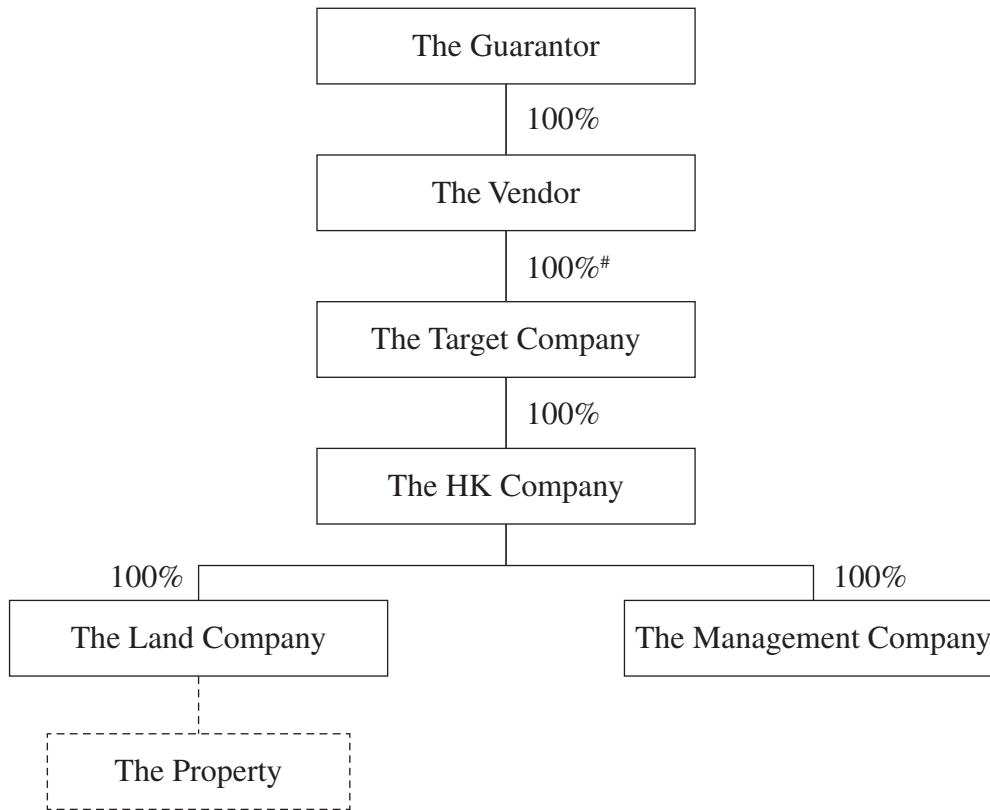 The Guarantor
100%
The Vendor
100%#
The Target Company
100%
The HK Company
100%
100%
The Land Company
The Management Company
The Property